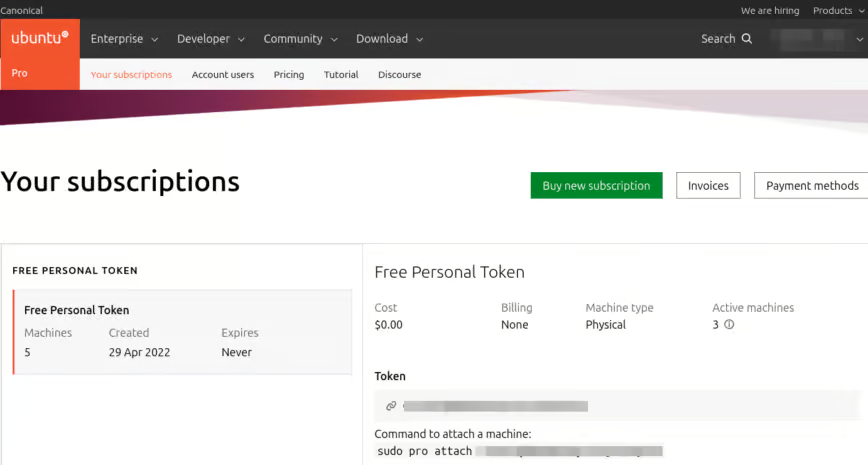 Canonical We are hiring Products
ubuntu® Enterprise Developer Community Download Search
Pro Your subscriptions Account users Pricing Tutorial Discourse
Your subscriptions Buy new subscription Invoices Payment methods
FREE PERSONAL TOKEN
Free Personal Token
Machines Created Expires
5 29 Apr 2022 Never
Free Personal Token
Cost Billing Machine type Active machines
$0.00 None Physical 3
Token
Command to attach a machine:
sudo pro attach